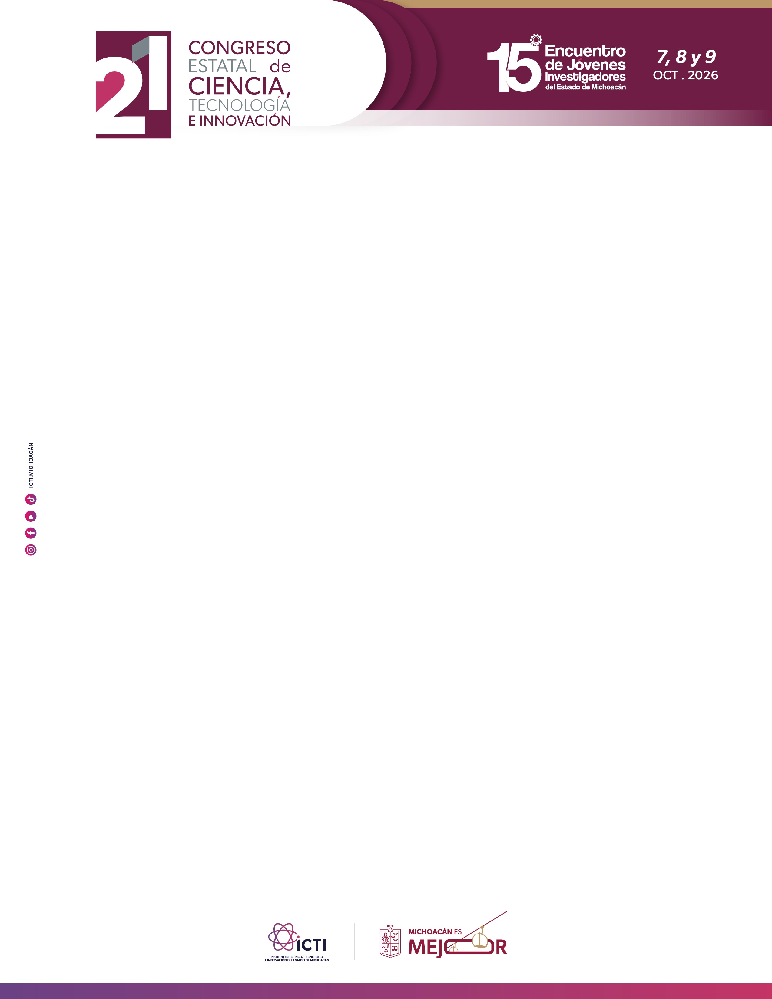 21
CONGRESO
ESTATAL de
CIENCIA,
TECNOLOGÍA
E INNOVACIÓN
15
Encuentro
de Jóvenes
Investigadores
del Estado de Michoacán
7, 8 y 9
OCT . 2026
ICTI.MICHOACÁN
ICTI
INSTITUTO DE CIENCIA, TECNOLOGÍA
E INNOVACIÓN DEL ESTADO DE MICHOACÁN
MICHOACÁN ES
MEJOR